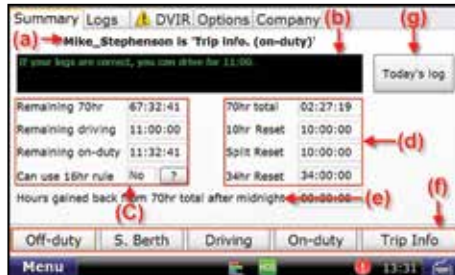 Summary Logs DVIR Options Company (b) (g)
(a) Mike_Stephenson is 'Trip Info. (on-duty)'
If your logs are correct, you can drive for 11:00.
Today's log
Remaining 70hr 67:32:41 70hr total 02:27:19
Remaining driving 11:00:00 10hr Reset 10:00:00
(d)
Remaining on-duty 11:32:41 Split Reset 10:00:00
Can use 16hr rule No ? 34hr Reset 34:00:00
Hours gained back from 70hr total after midnight 00:00:00 (e)
(C) (f)
Off-duty S. Berth Driving On-duty Trip Info
Menu HOS 13:31